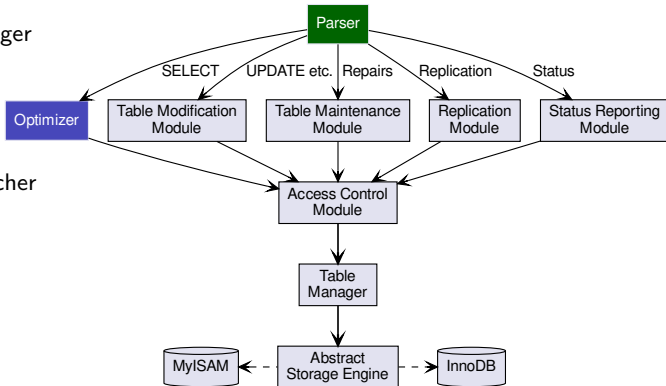 Parser
ger
SELECT
UPDATE etc.
Repairs
Replication
Status
Optimizer
Table Modification
Module
Table Maintenance
Module
Replication
Module
Status Reporting
Module
cher
Access Control
Module
Table
Manager
MyISAM
Abstract
Storage Engine
InnoDB